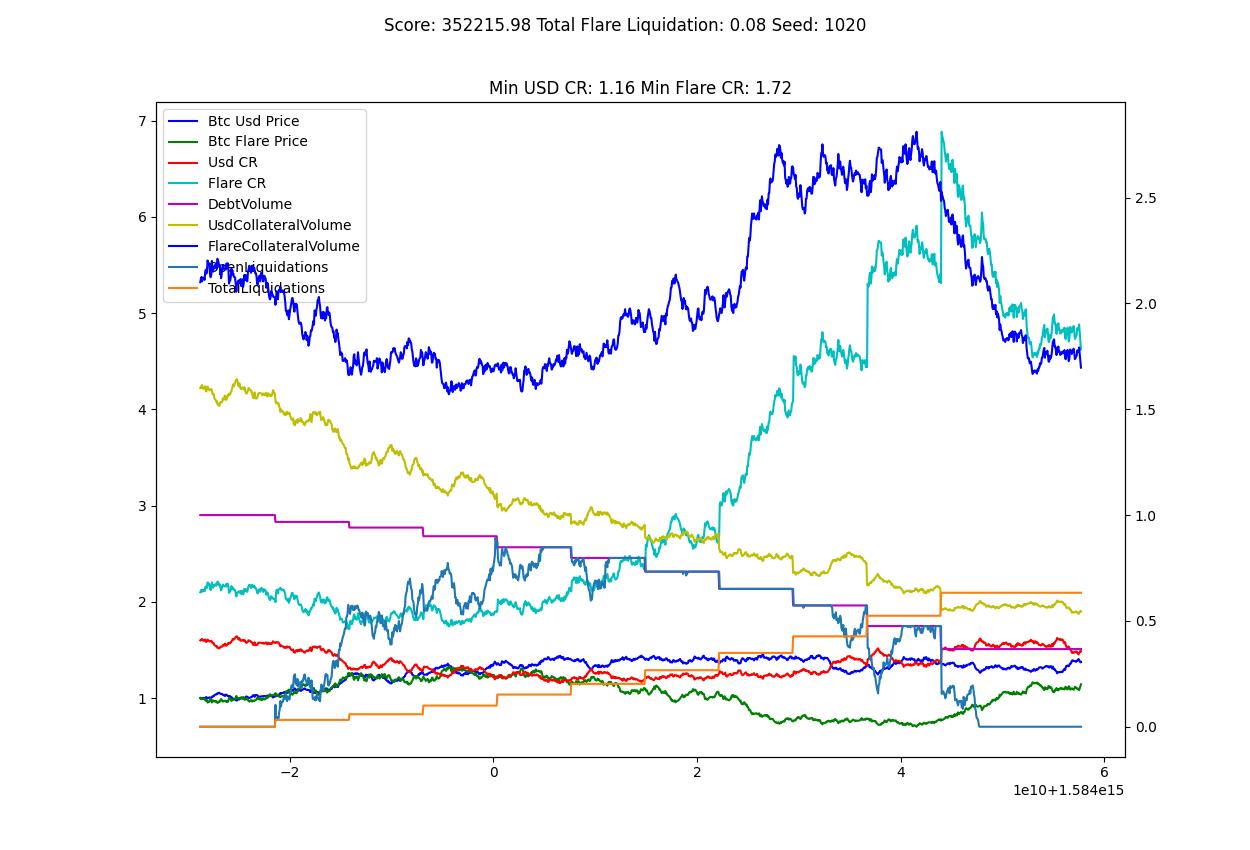 Score: 352215.98 Total Flare Liquidation: 0.08 Seed: 1020
Min USD CR: 1.16 Min Flare CR: 1.72
7
6
5
4
3
2
1
Btc Usd Price
Btc Flare Price
Usd CR
Flare CR
DebtVolume
UsdCollateralVolume
FlareCollateralVolume
OpenLiquidations
TotalLiquidations
2.5
2.0
1.5
1.0
0.5
0.0
−2
0
2
4
6
1e10+1.584e15